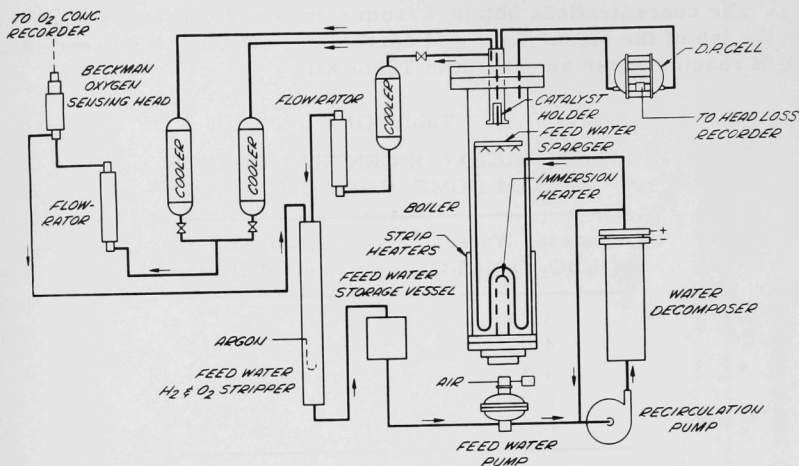 The concentrations
TO O2 CONC.
RECORDER
BECKMAN
OXYGEN
SENSING HEAD
FLOWRATOR
COOLER
D.P. CELL
CATALYST
HOLDER
TO HEAD LOSS
RECORDER
FEED WATER
SPARGER
COOLER
COOLER
IMMERSION
HEATER
FLOW-
RATOR
BOILER
STRIP
HEATERS
+
-
FEED WATER
STORAGE VESSEL
WATER
DECOMPOSER
ARGON
FEED WATER
H2 & O2 STRIPPER
AIR
RECIRCULATION
PUMP
FEED WATER
PUMP